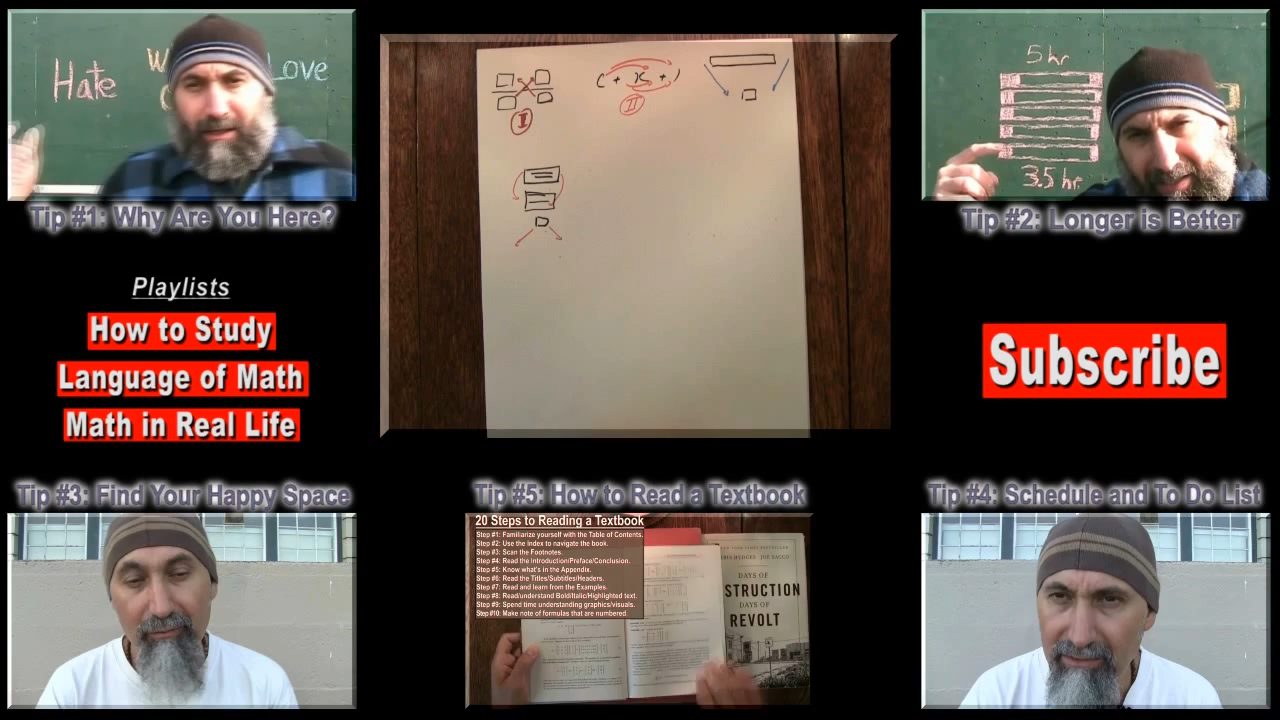 Hate
Love
5 hr
3.5 hr
I
( + x + )
II
Tip #1: Why Are You Here?
Tip #2: Longer is Better
Playlists
How to Study
Language of Math
Math in Real Life
Subscribe
Tip #3: Find Your Happy Space
Tip #5: How to Read a Textbook
Tip #4: Schedule and To Do List
20 Steps to Reading a Textbook
Step #1: Familiarize yourself with the Table of Contents.
Step #2: Use the Index to navigate the book.
Step #3: Scan the Footnotes.
Step #4: Read the Introduction/Preface/Conclusion.
Step #5: Know what's in the Appendix.
Step #6: Read the Titles/Subtitles/Headers.
Step #7: Read and learn from the Examples.
Step #8: Read/understand Bold/Italic/Highlighted text.
Step #9: Spend time understanding graphics/visuals.
Step #10: Make note of formulas that are numbered.
DAYS OF
STRUCTION
DAYS OF
REVOLT